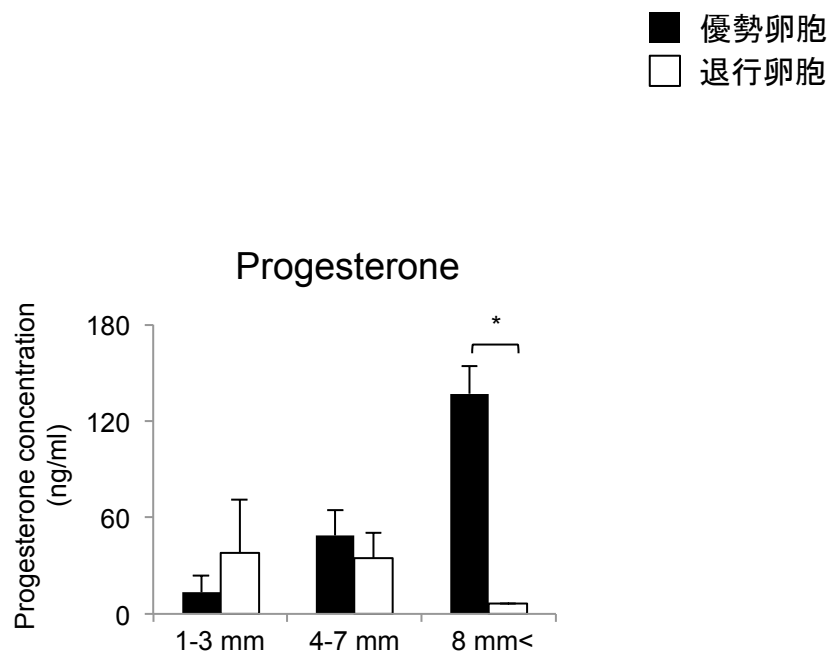 優勢卵胞
退行卵胞
Progesterone
Progesterone concentration
(ng/ml)
180
120
60
0
*
1-3 mm
4-7 mm
8 mm<